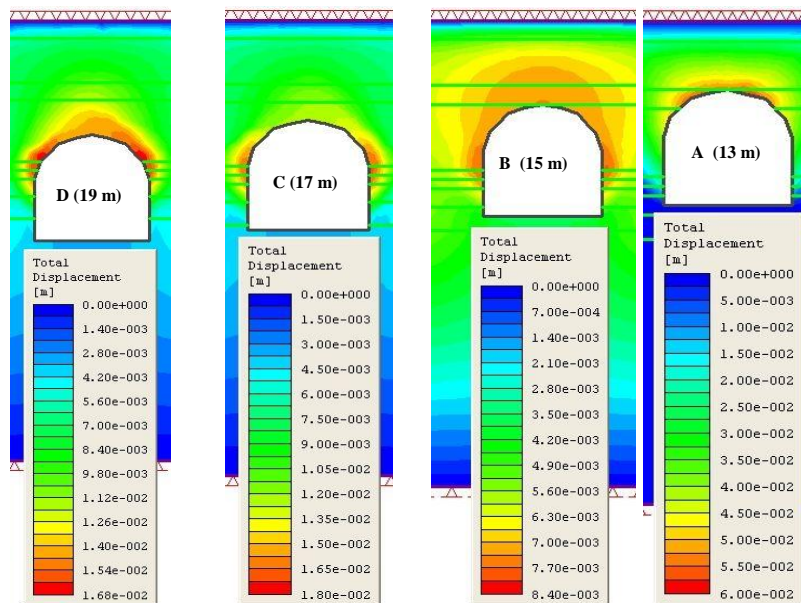 D (19 m)
Total
Displacement
[m]
0.00e+000
1.40e-003
2.80e-003
4.20e-003
5.60e-003
7.00e-003
8.40e-003
9.80e-003
1.12e-002
1.26e-002
1.40e-002
1.54e-002
1.68e-002
C (17 m)
Total
Displacement
[m]
0.00e+000
1.50e-003
3.00e-003
4.50e-003
6.00e-003
7.50e-003
9.00e-003
1.05e-002
1.20e-002
1.35e-002
1.50e-002
1.65e-002
1.80e-002
B (15 m)
Total
Displacement
[m]
0.00e+000
7.00e-004
1.40e-003
2.10e-003
2.80e-003
3.50e-003
4.20e-003
4.90e-003
5.60e-003
6.30e-003
7.00e-003
7.70e-003
8.40e-003
A (13 m)
Total
Displacement
[m]
0.00e+000
5.00e-003
1.00e-002
1.50e-002
2.00e-002
2.50e-002
3.00e-002
3.50e-002
4.00e-002
4.50e-002
5.00e-002
5.50e-002
6.00e-002